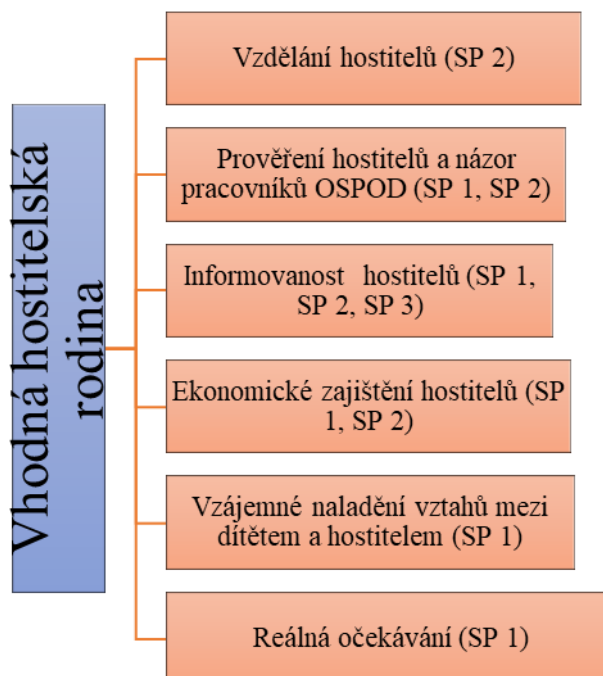 Vhodná hostitelská
rodina
Vzdělání hostitelů (SP 2)
Prověření hostitelů a názor
pracovníků OSPOD (SP 1, SP 2)
Informovanost hostitelů (SP 1,
SP 2, SP 3)
Ekonomické zajištění hostitelů (SP
1, SP 2)
Vzájemné naladění vztahů mezi
dítětem a hostitelem (SP 1)
Reálná očekávání (SP 1)